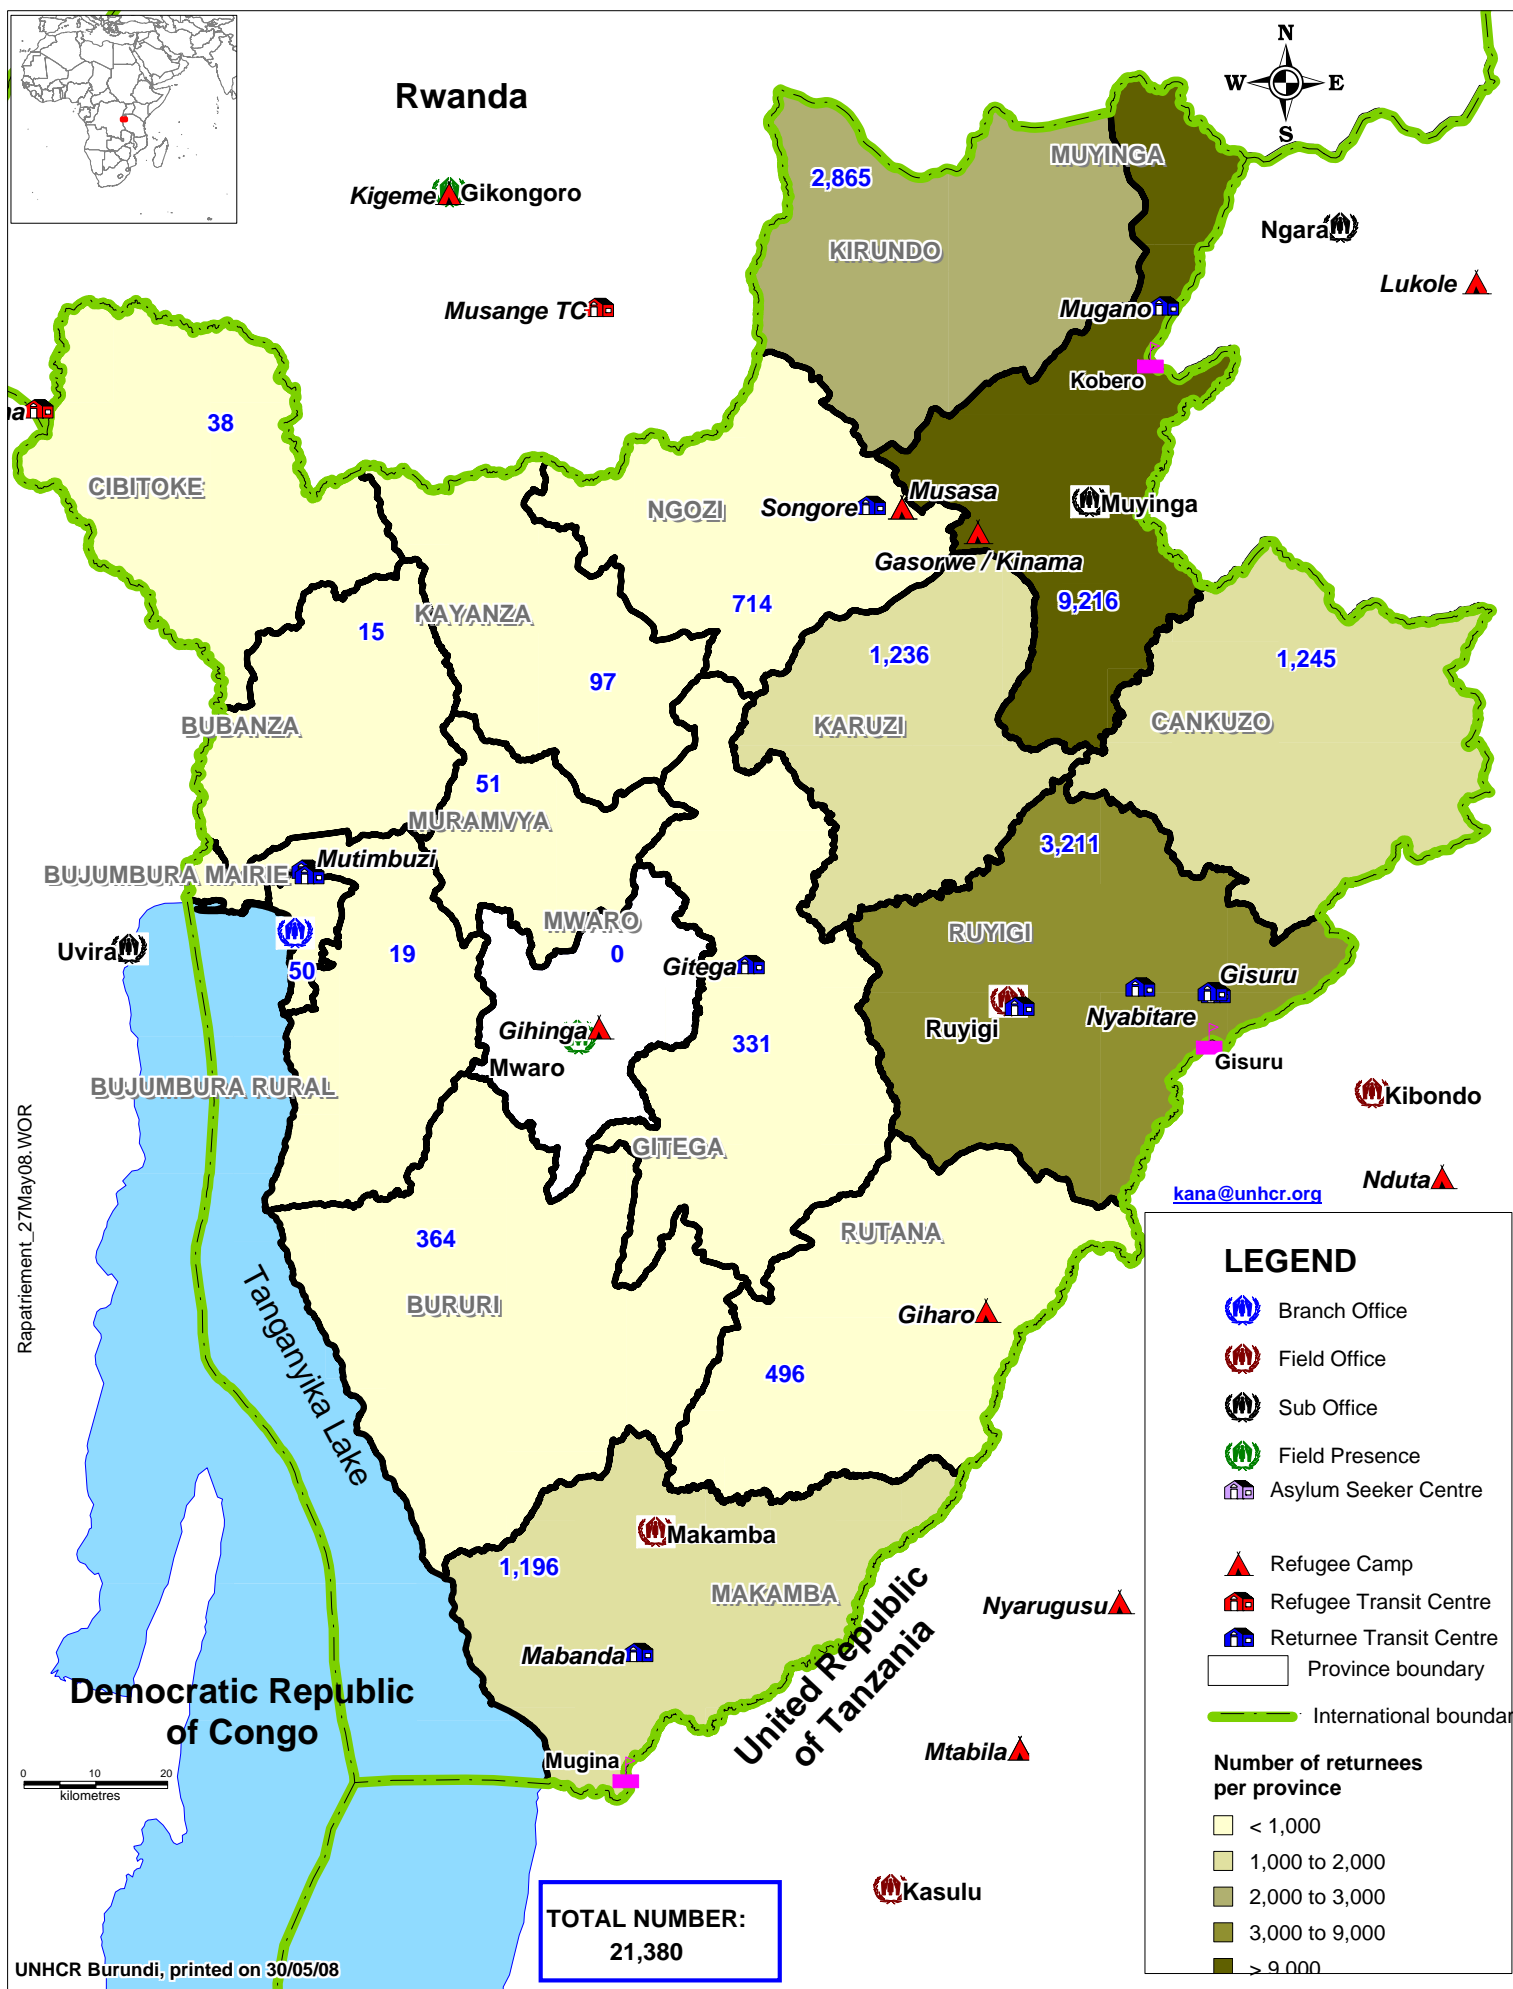 N
W E
S
Rwanda
MUYINGA
2,865
Kigeme Gikongoro
KIRUNDO
Ngara
Lukole
Musange TC
Mugano
Kobero
38
CIBITOKE
NGOZI
Songore
Musasa
Muyinga
Gasorwe / Kinama
KAYANZA
714
9,216
15
1,236
1,245
97
BUBANZA
KARUZI
CANKUZO
51
MURAMVYA
3,211
BUJUMBURA MAIRIE
Mutimbuzi
MWARO
RUYIGI
Uvira
50
19
0
Gitega
Gisuru
Nyabitare
Gihinga
Mwaro
331
Ruyigi
Gisuru
BUJUMBURA RURAL
Kibondo
GITEGA
Nduta
kana@unhcr.org
Rapatriement_27May08.WOR
364
RUTANA
BURURI
Giharo
Tanganyika Lake
496
Makamba
1,196
MAKAMBA
Nyarugusu
Mabanda
United Republic
of Tanzania
Democratic Republic
of Congo
Mugina
Mtabila
0 10 20
kilometres
Kasulu
TOTAL NUMBER:
21,380
UNHCR Burundi, printed on 30/05/08
LEGEND
Branch Office
Field Office
Sub Office
Field Presence
Asylum Seeker Centre
Refugee Camp
Refugee Transit Centre
Returnee Transit Centre
Province boundary
International boundar
Number of returnees
per province
< 1,000
1,000 to 2,000
2,000 to 3,000
3,000 to 9,000
> 9,000